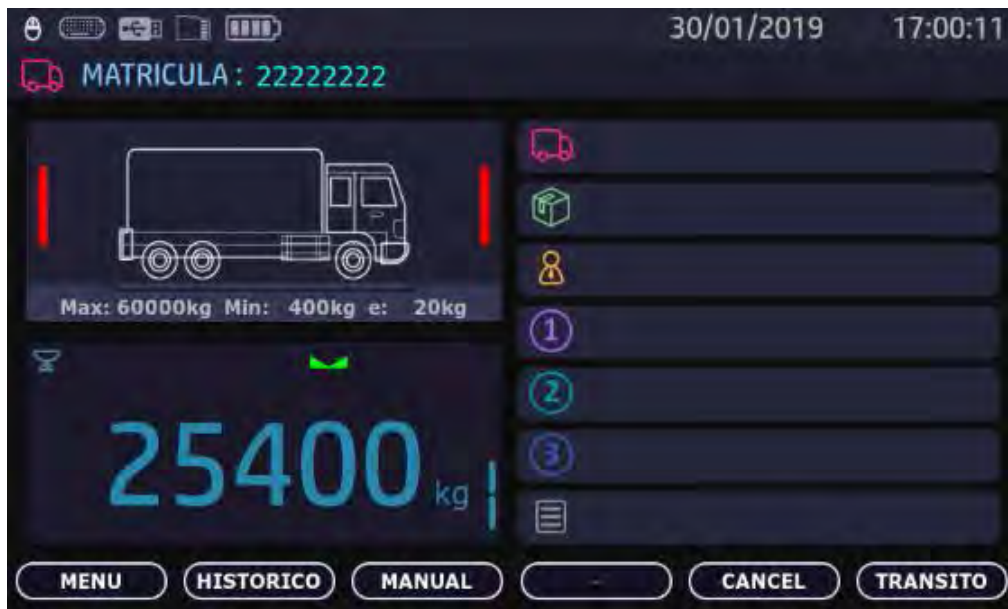 30/01/2019 17:00:11
MATRICULA: 22222222
Max: 60000kg Min: 400kg e: 20kg
25400 kg
1
2
3
MENU HISTORICO MANUAL - CANCEL TRANSITO